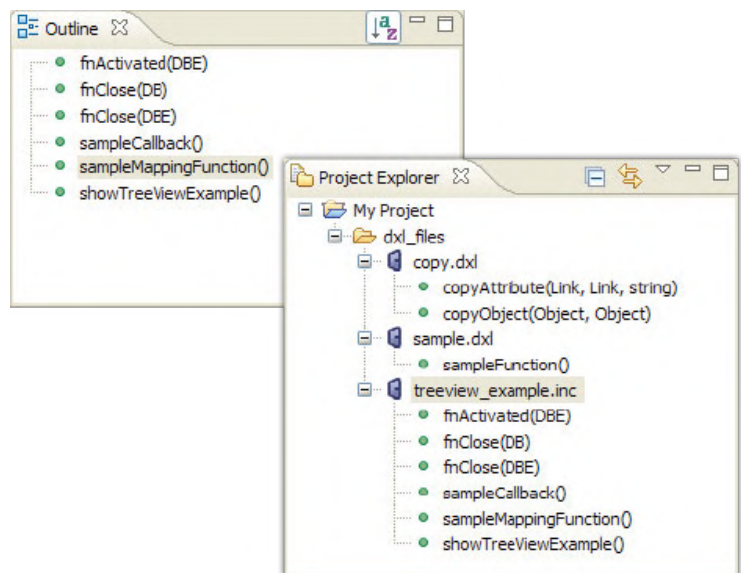 Outline
fnActivated(DBE)
fnClose(DB)
fnClose(DBE)
sampleCallback()
sampleMappingFunction()
showTreeViewExample()
Project Explorer
My Project
dxl_files
copy.dxl
copyAttribute(Link, Link, string)
copyObject(Object, Object)
sample.dxl
sampleFunction()
treeview_example.inc
fnActivated(DBE)
fnClose(DB)
fnClose(DBE)
sampleCallback()
sampleMappingFunction()
showTreeViewExample()